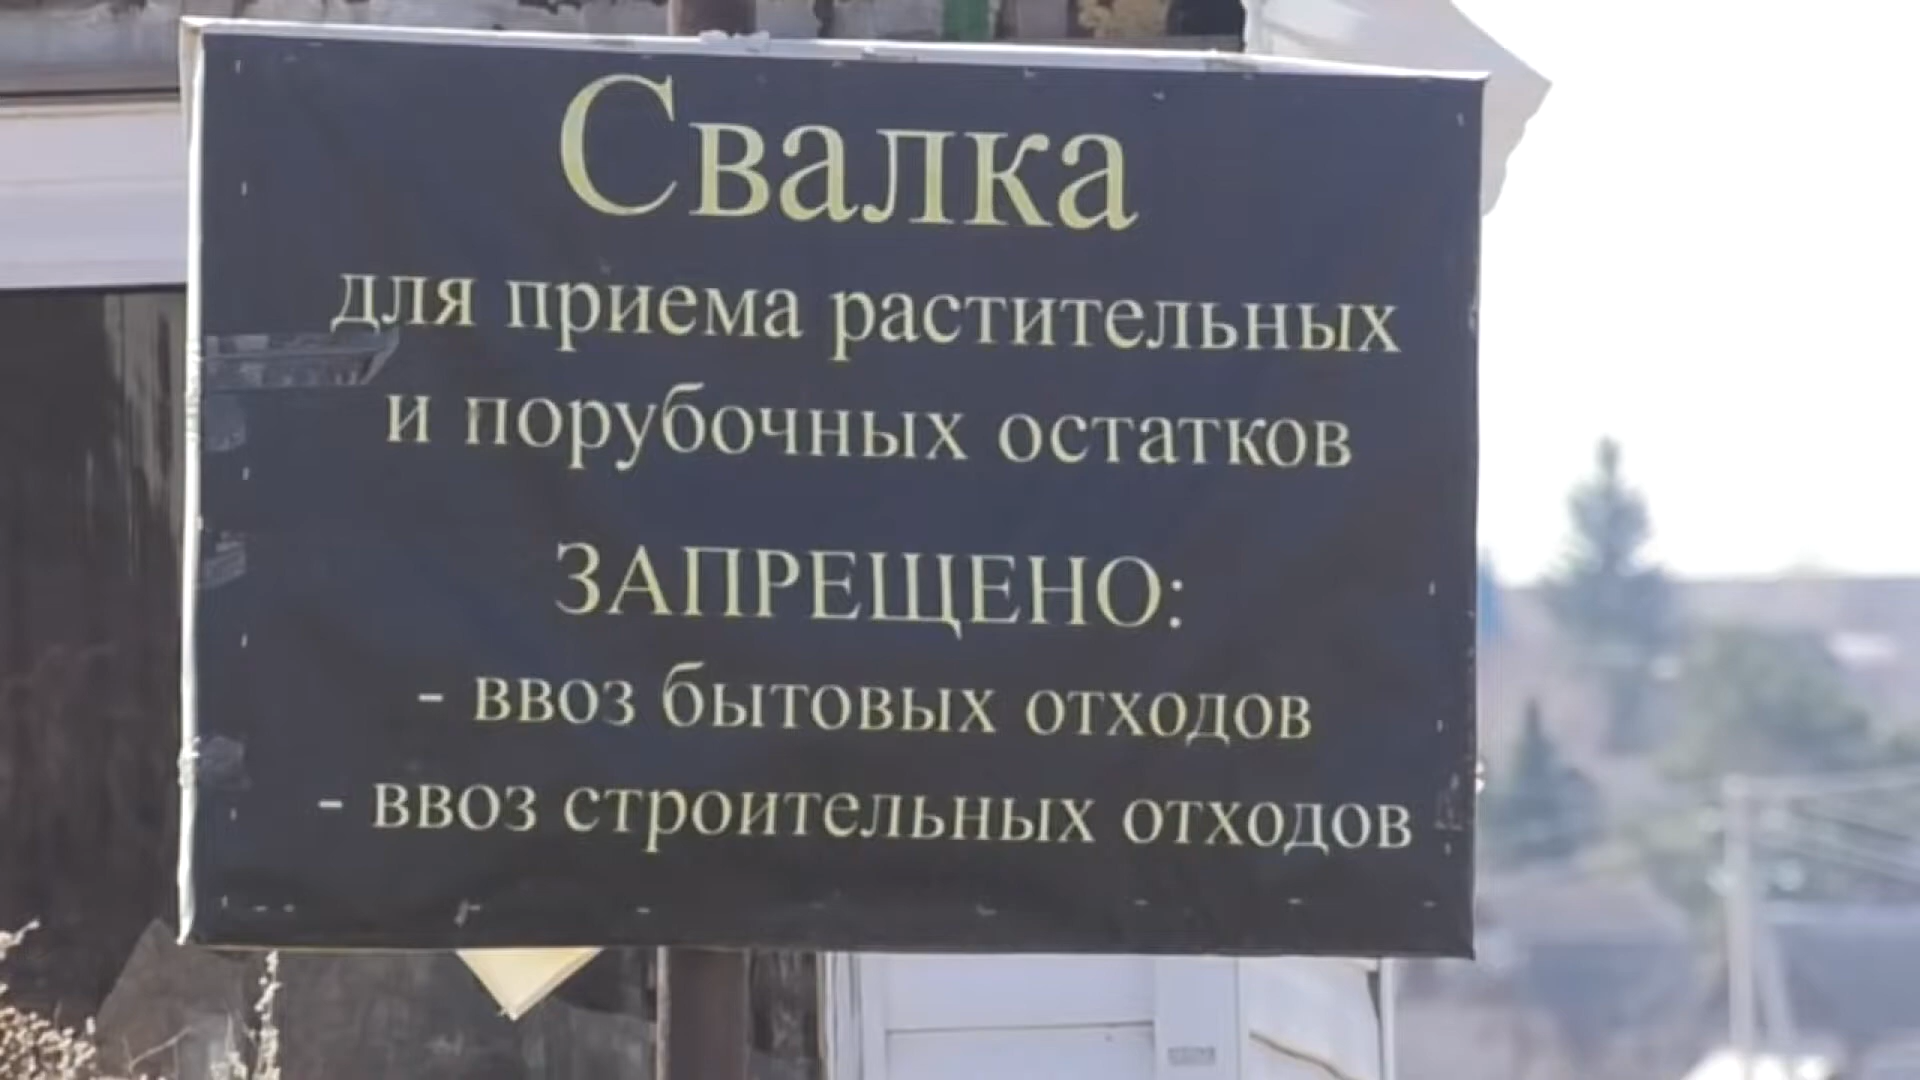 Свалка
для приема растительных
и порубочных остатков
ЗАПРЕЩЕНО:
- ввоз бытовых отходов
- ввоз строительных отходов